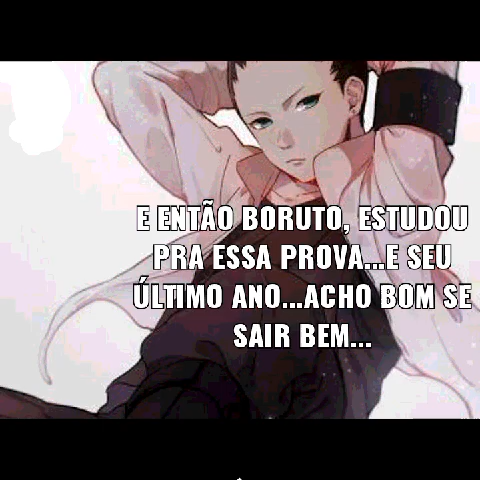 E ENTÃO BORUTO, ESTUDOU
PRA ESSA PROVA...E SEU
ÚLTIMO ANO...ACHO BOM SE
SAIR BEM...